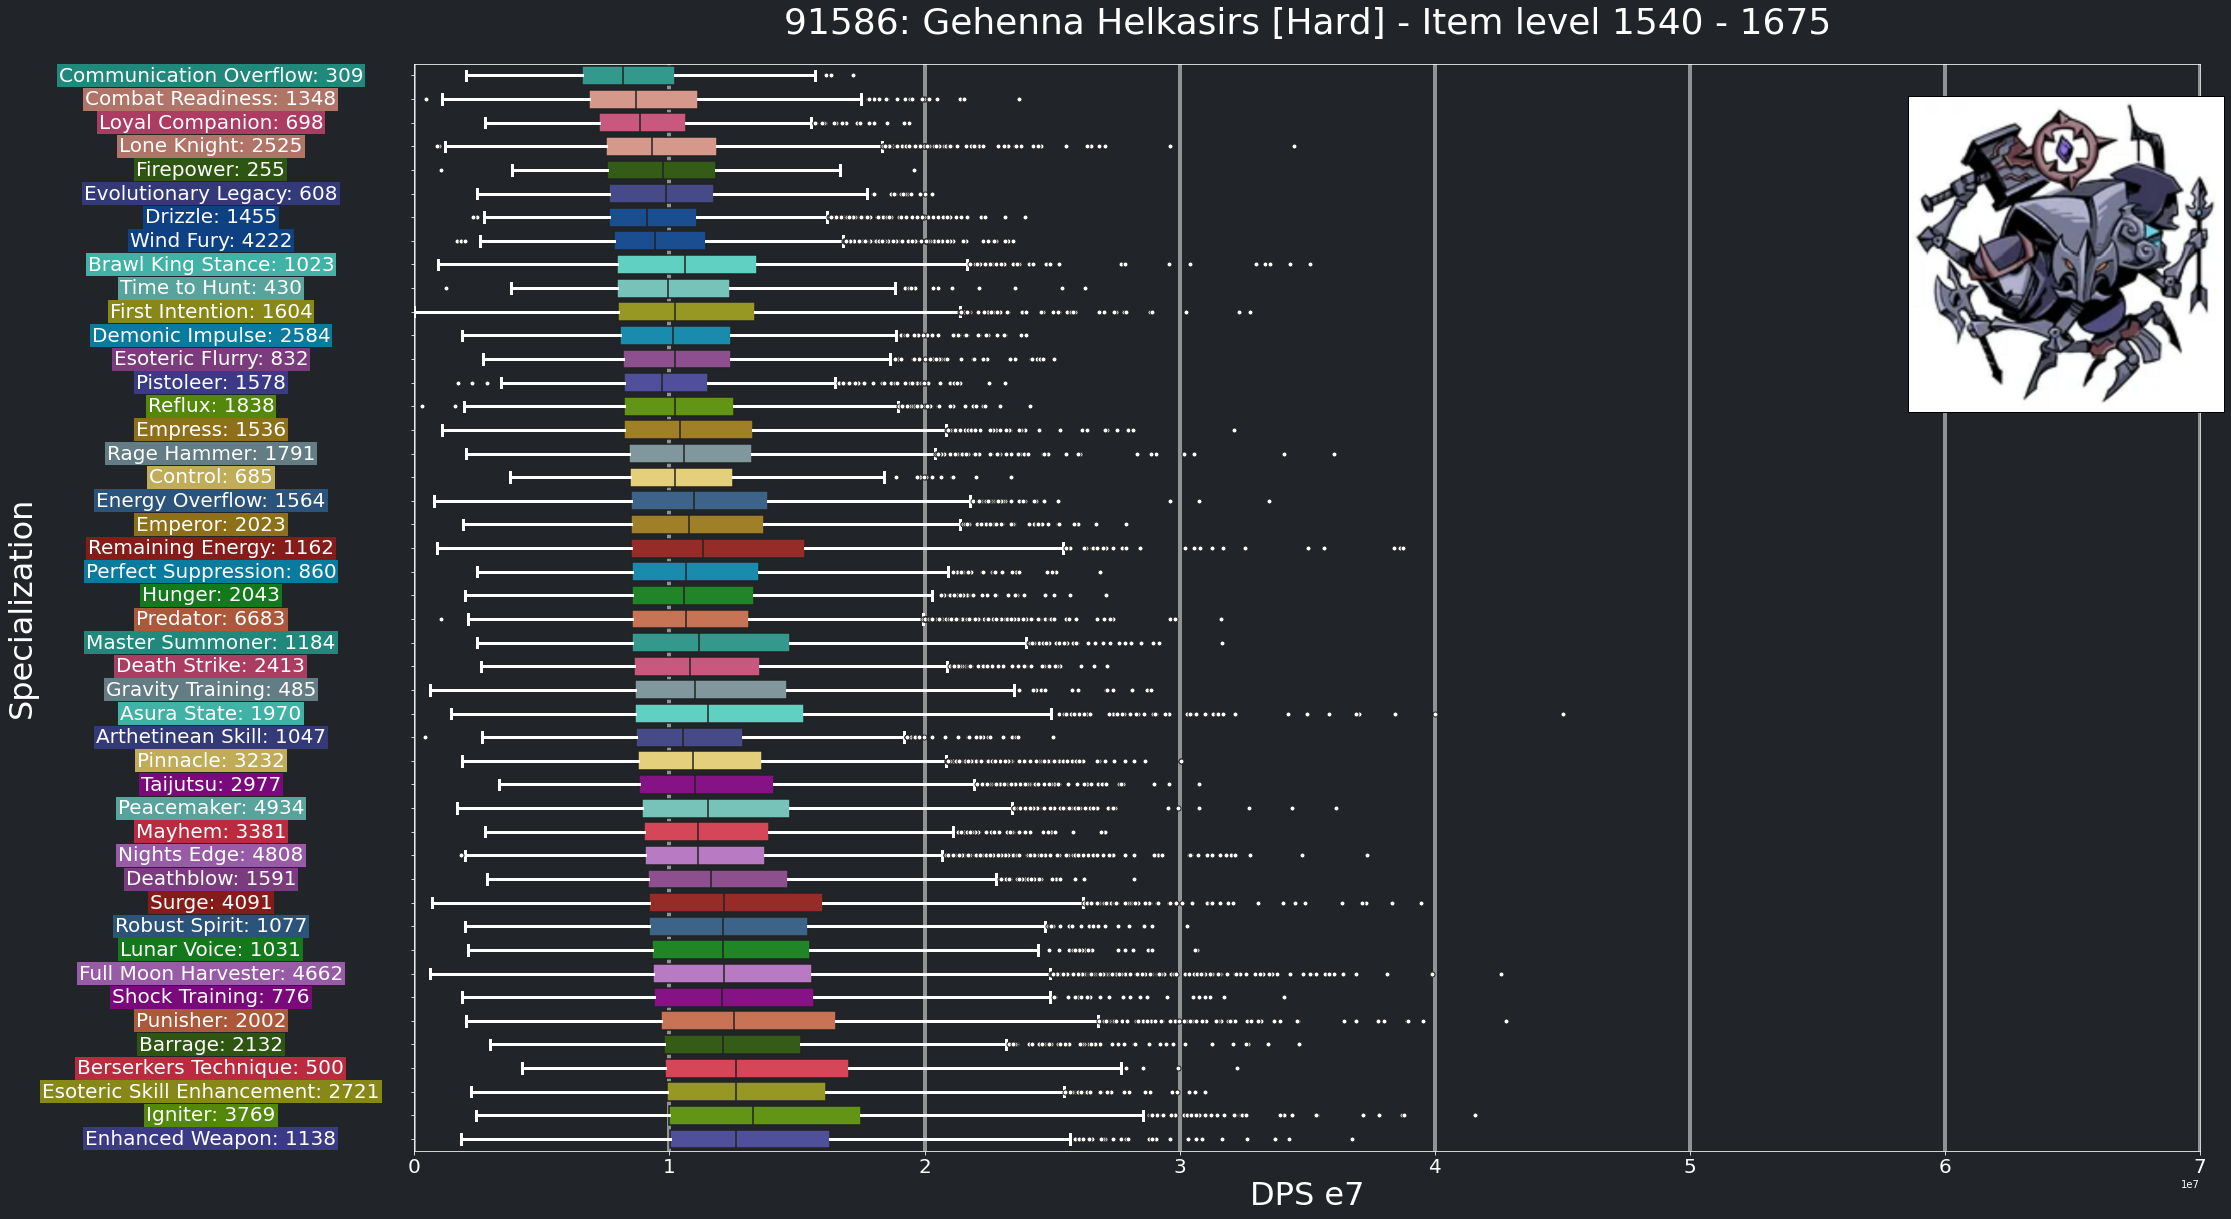 91586: Gehenna Helkasirs [Hard] - Item level 1540 - 1675
Specialization
Communication Overflow: 309
Combat Readiness: 1348
Loyal Companion: 698
Lone Knight: 2525
Firepower: 255
Evolutionary Legacy: 608
Drizzle: 1455
Wind Fury: 4222
Brawl King Stance: 1023
Time to Hunt: 430
First Intention: 1604
Demonic Impulse: 2584
Esoteric Flurry: 832
Pistoleer: 1578
Reflux: 1838
Empress: 1536
Rage Hammer: 1791
Control: 685
Energy Overflow: 1564
Emperor: 2023
Remaining Energy: 1162
Perfect Suppression: 860
Hunger: 2043
Predator: 6683
Master Summoner: 1184
Death Strike: 2413
Gravity Training: 485
Asura State: 1970
Arthetinean Skill: 1047
Pinnacle: 3232
Taijutsu: 2977
Peacemaker: 4934
Mayhem: 3381
Nights Edge: 4808
Deathblow: 1591
Surge: 4091
Robust Spirit: 1077
Lunar Voice: 1031
Full Moon Harvester: 4662
Shock Training: 776
Punisher: 2002
Barrage: 2132
Berserkers Technique: 500
Esoteric Skill Enhancement: 2721
Igniter: 3769
Enhanced Weapon: 1138
0 1 2 3 4 5 6 7
1e7
DPS e7